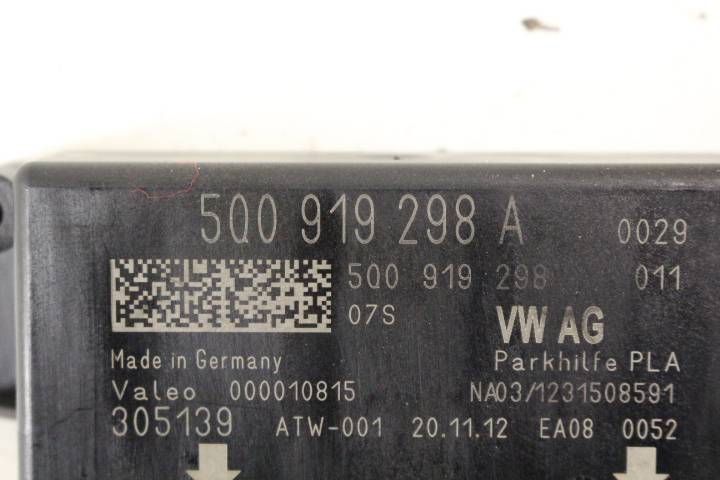 5Q0 919 298 A 0029
5Q0 919 298 011
07S VW AG
Made in Germany Parkhilfe PLA
Valeo 000010815 NA03/1231508591
305139 ATW-001 20.11.12 EA08 0052